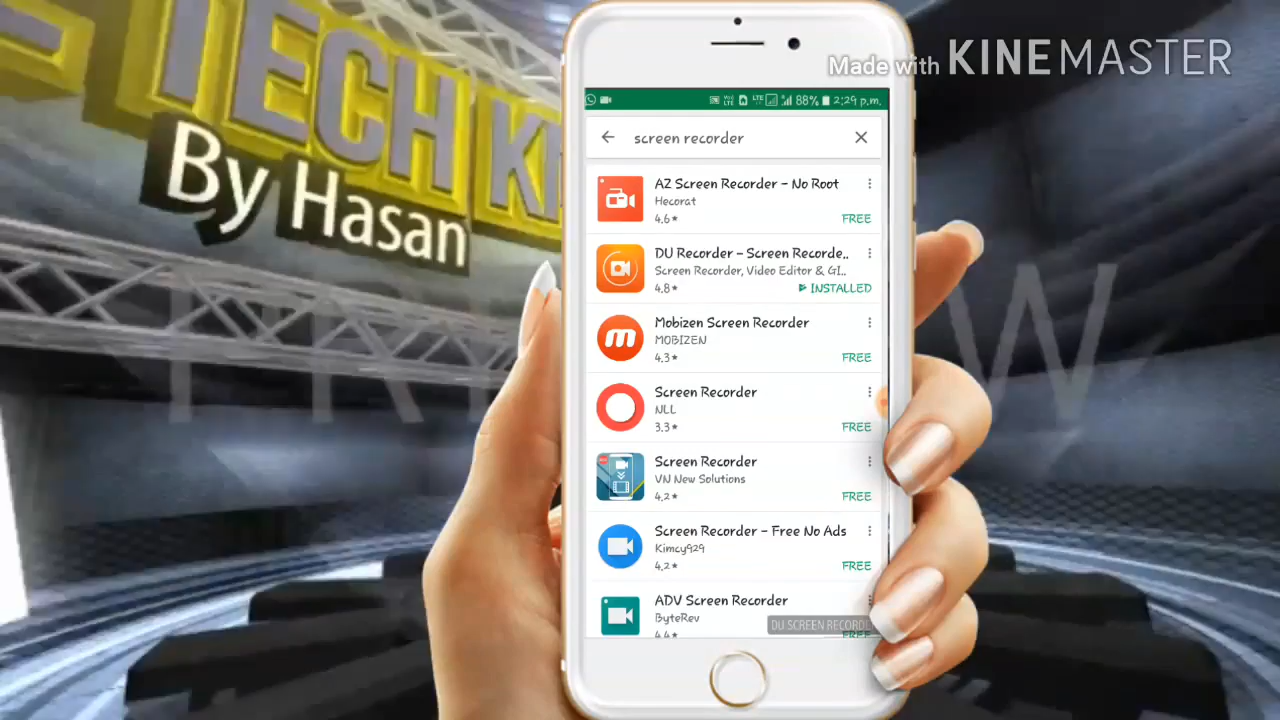 TECH
By Hasan
Made with KINEMASTER
88% 2:29 p.m.
screen recorder
AZ Screen Recorder – No Root
Hecorat
4.6★
FREE
DU Recorder – Screen Recorde..
Screen Recorder, Video Editor & GI..
4.8★
INSTALLED
Mobizen Screen Recorder
MOBIZEN
4.3★
FREE
Screen Recorder
NLL
3.3★
FREE
Screen Recorder
VN New Solutions
4.2★
FREE
Screen Recorder – Free No Ads
Kimcy929
4.2★
FREE
ADV Screen Recorder
ByteRev
4.4★
FREE
DU SCREEN RECORDE